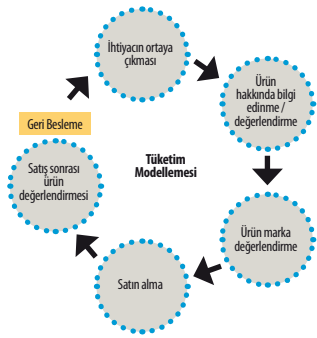 İhtiyacın ortaya
çıkması
Ürün
hakkında bilgi
edinme /
değerlendirme
Geri Besleme
Tüketim
Modellemesi
Satış sonrası
ürün
değerlendirmesi
Ürün marka
değerlendirme
Satın alma